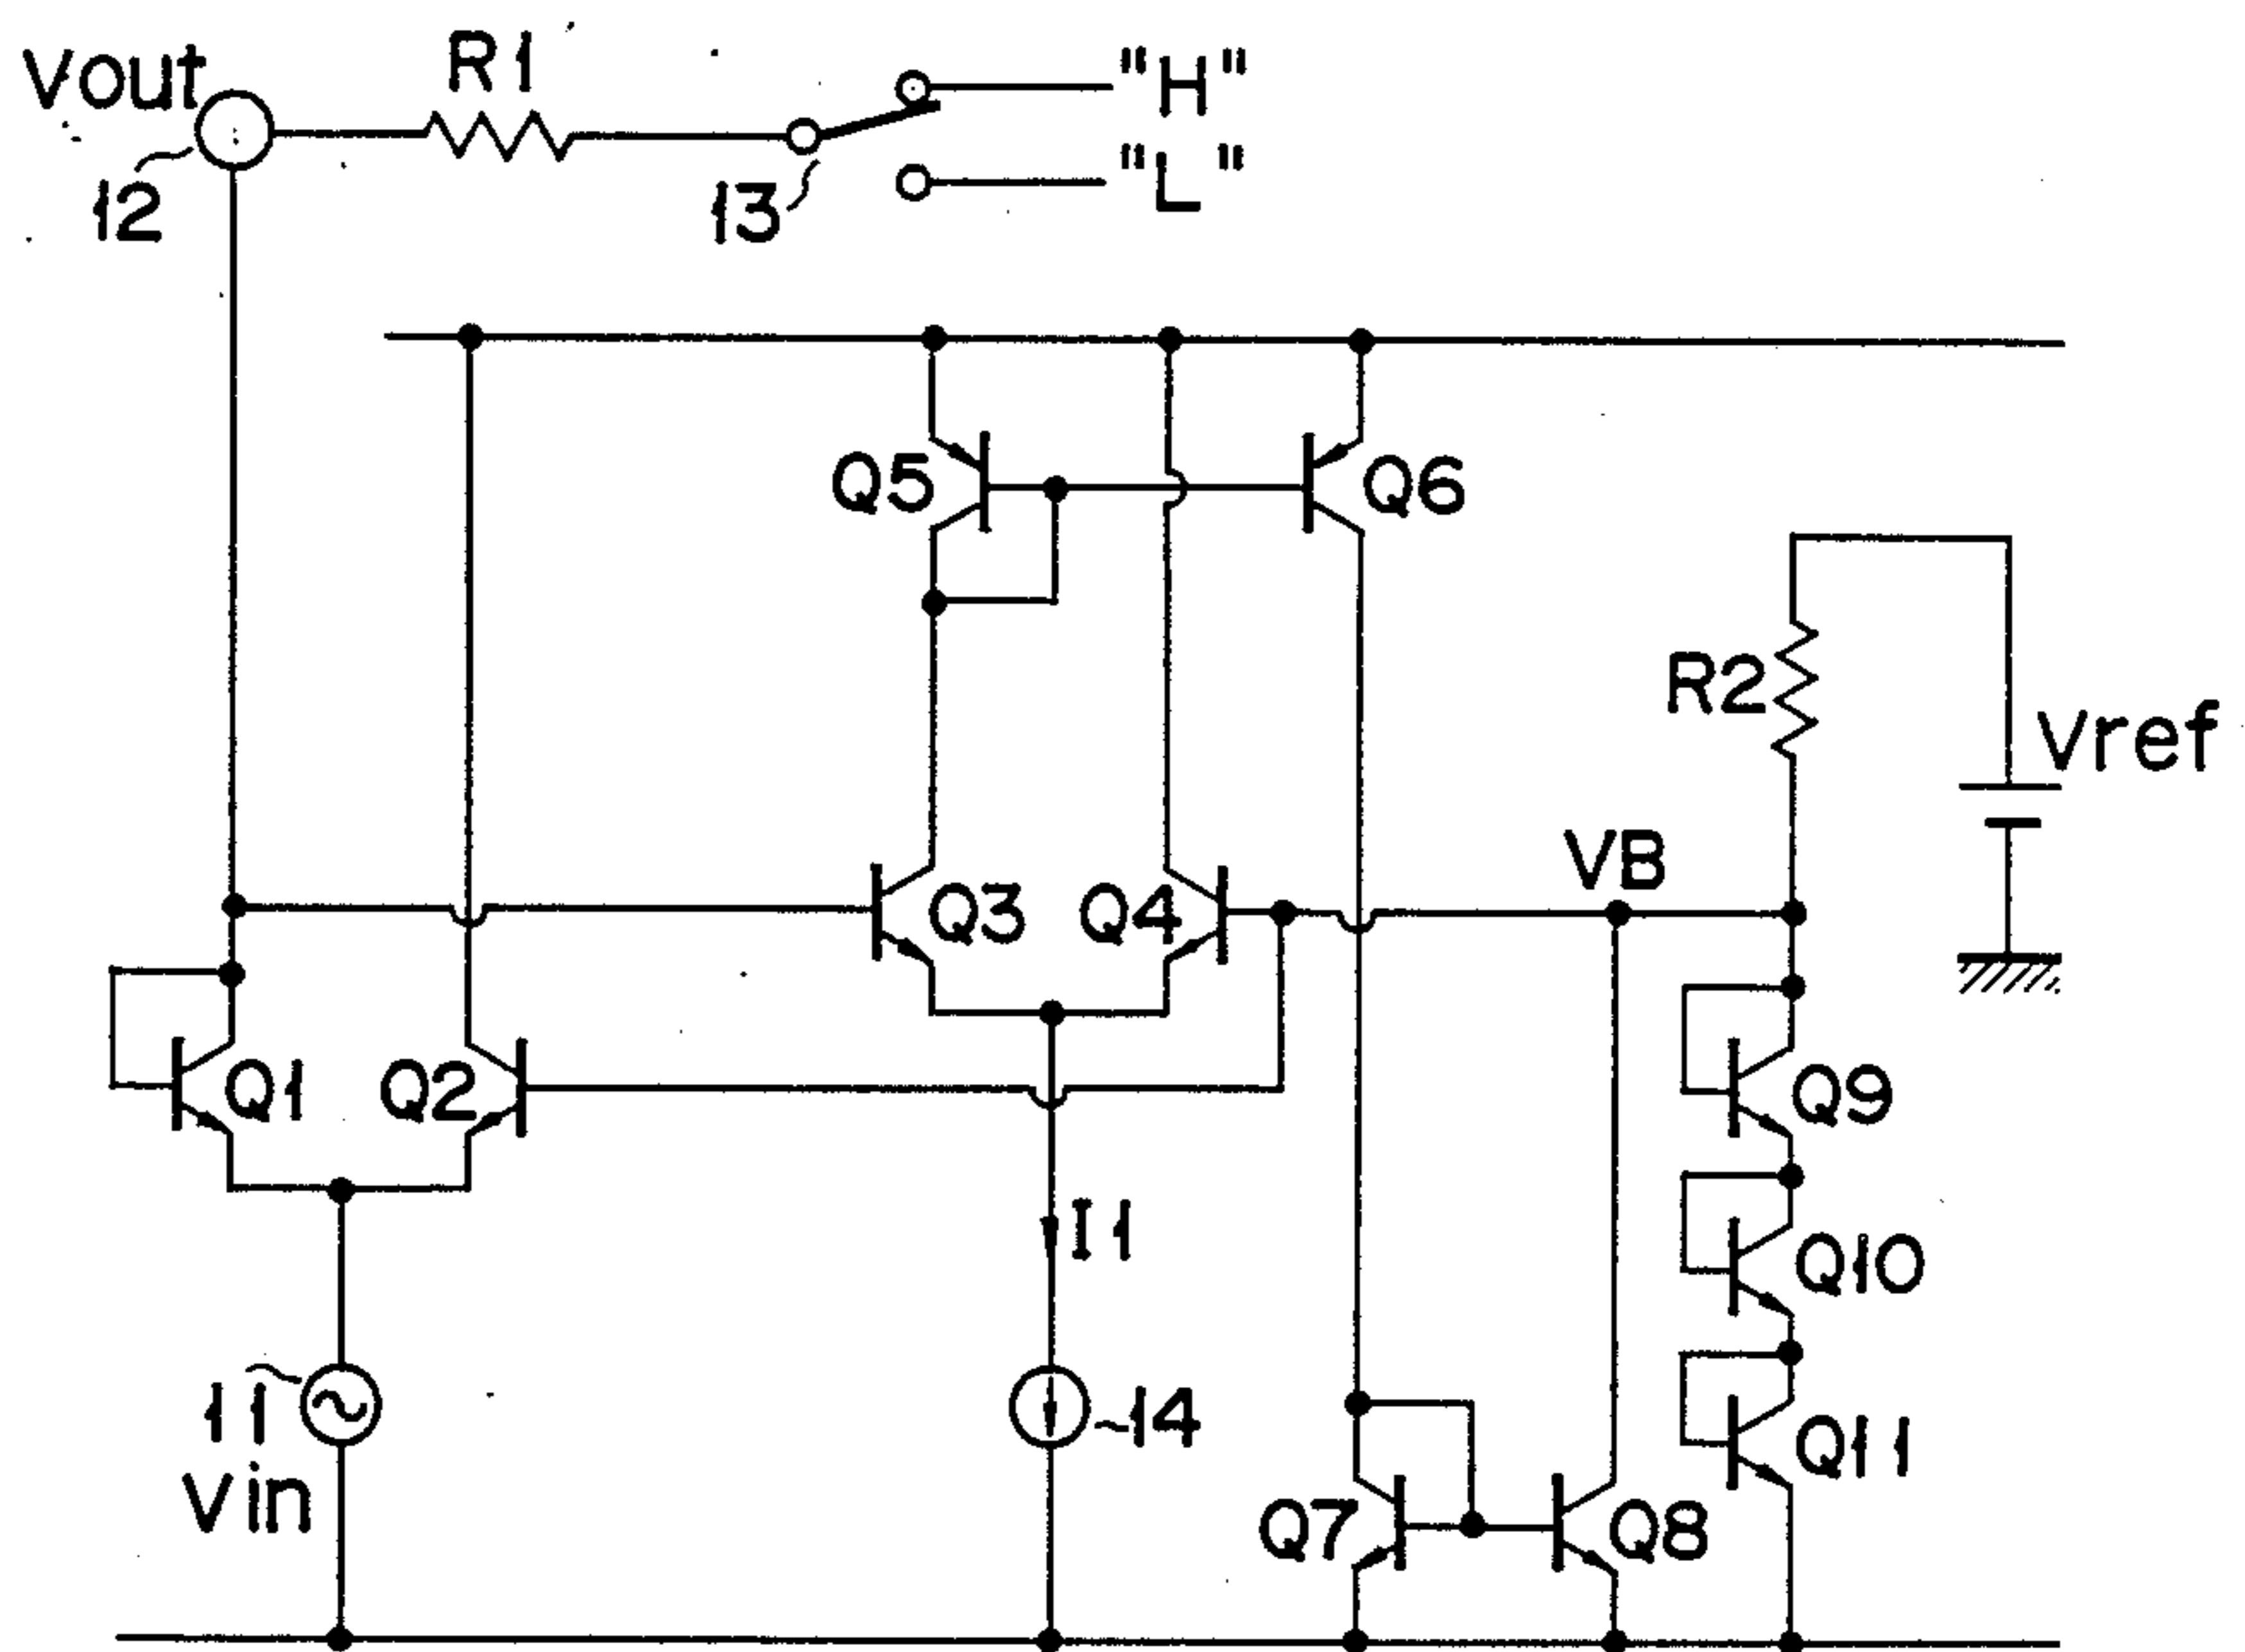 Vout
R1
"H"
12
13
"L"
Q5
Q6
R2
Vref
VB
Q3
Q4
Q1
Q2
Q9
I1
Q10
11
14
Q11
Vin
Q7
Q8